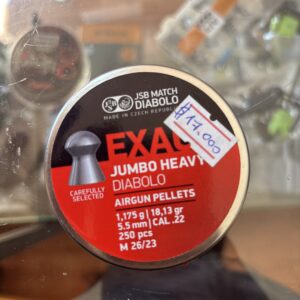 JSB MATCH
DIABOLO
MADE IN CZECH REPUBLIC
$17.000
EXAC
JUMBO HEAVY
DIABOLO
AIRGUN PELLETS
CAREFULLY
SELECTED
1,175 g | 18,13 gr
5.5 mm | CAL .22
250 pcs
M 26/23